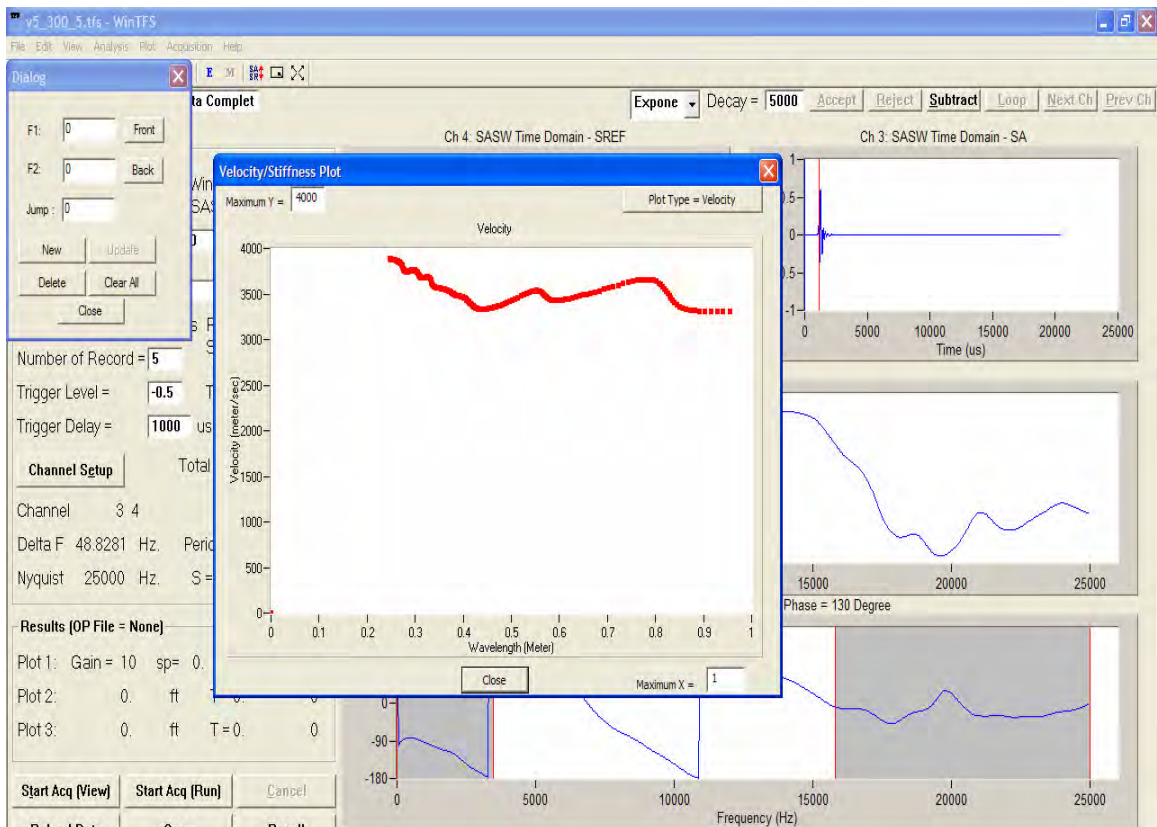 v5_300_5.tfs - WinTFS
File Edit View Analysis Plot Acquisition Help
Dialog
E M
ta Complet
Expone Decay = 5000 Accept Reject Subtract Loop Next Ch Prev Ch
F1: 0 Front
F2: 0 Back
Jump : 0
New Update
Delete Clear All
Close
Ch 4: SASW Time Domain - SREF
Ch 3: SASW Time Domain - SA
1-
0.5-
0-
0.5-
-1-
0 5000 10000 15000 20000 25000
Time (us)
Velocity/Stiffness Plot
Maximum Y = 4000
Plot Type = Velocity
Velocity
4000-
3500-
3000-
2500-
2000-
1500-
1000-
500-
0-
Velocity (meter/sec)
0 0.1 0.2 0.3 0.4 0.5 0.6 0.7 0.8 0.9 1
Wavelength (Meter)
Close
Maximum X = 1
Win
SAS
Number of Record = 5
Trigger Level = -0.5 T
Trigger Delay = 1000 us
Channel Setup Total
Channel 3 4
Delta F 48.8281 Hz. Perio
Nyquist 25000 Hz. S =
Results (OP File = None)
Plot 1: Gain = 10 sp= 0.
Plot 2: 0. ft T = 0. 0
Plot 3: 0. ft T = 0. 0
Start Acq (View) Start Acq (Run) Cancel
15000 20000 25000
Phase = 130 Degree
0-
-90-
-180-
0 5000 10000 15000 20000 25000
Frequency (Hz)